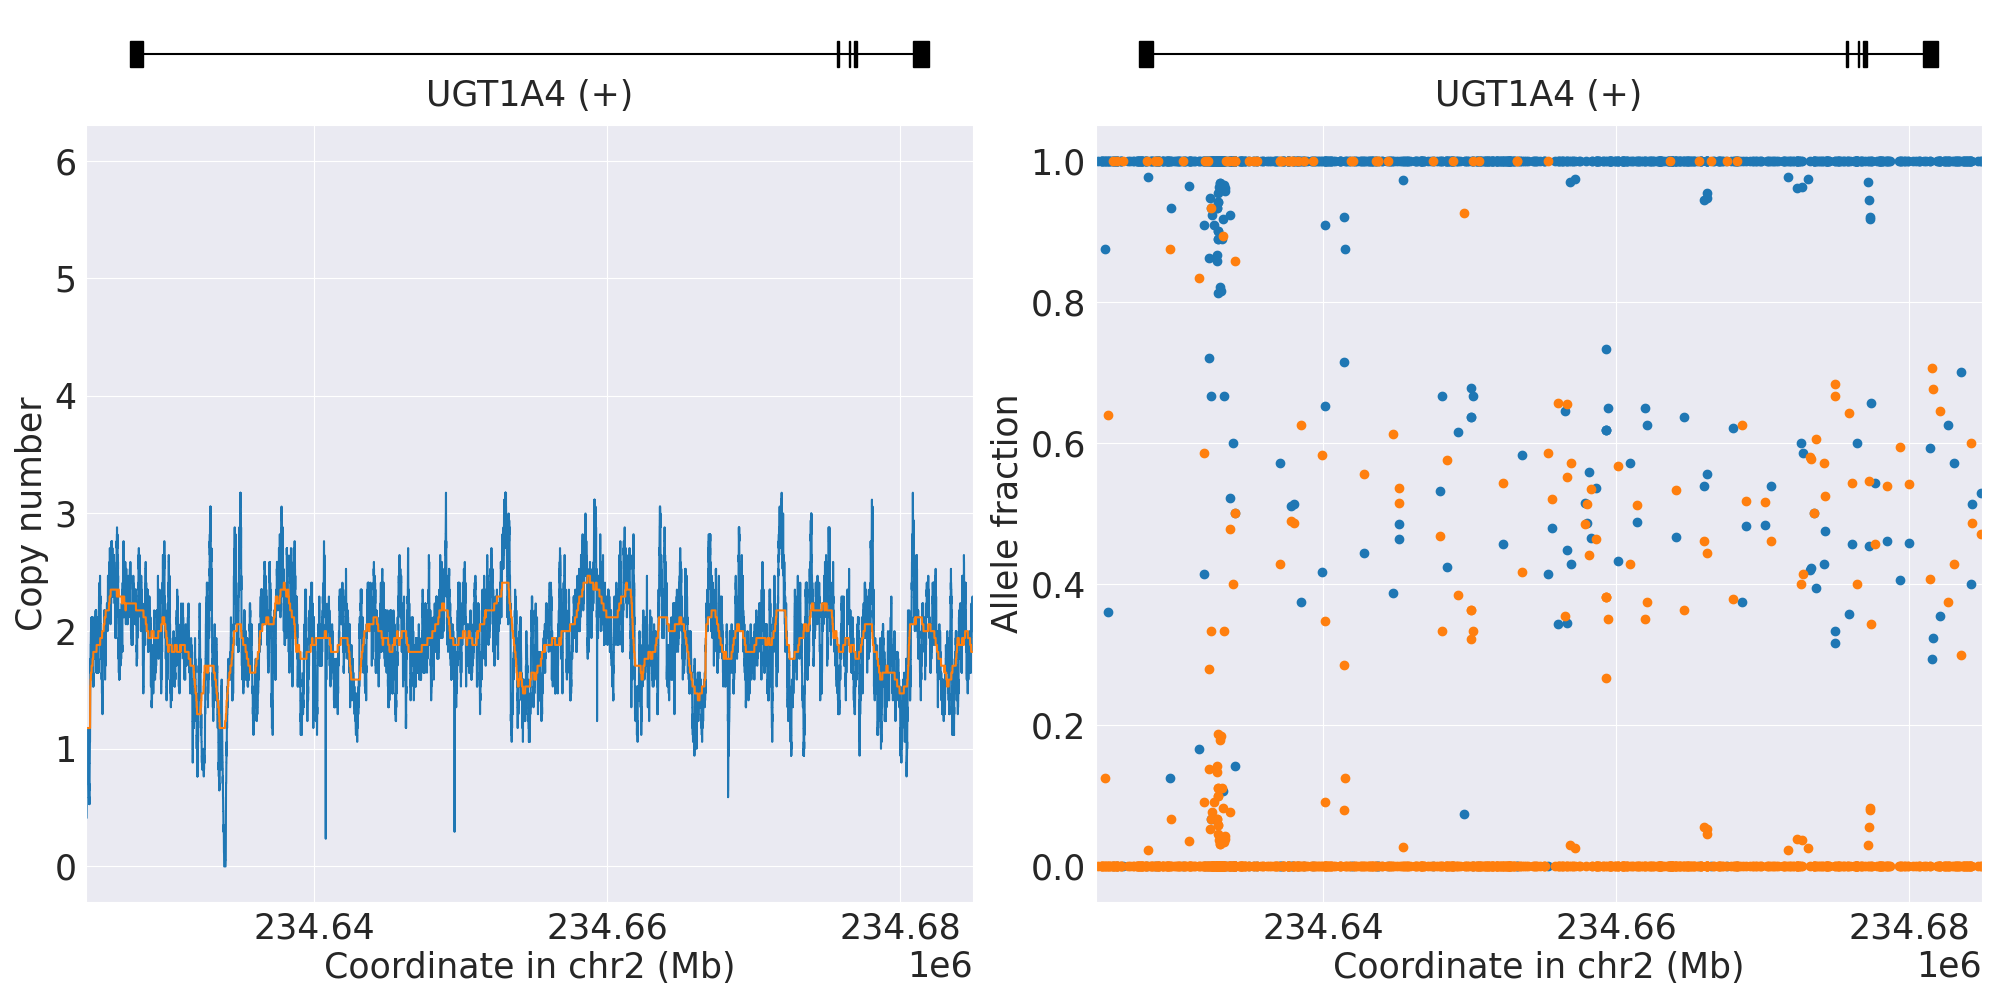 UGT1A4 (+)
6
5
4
3
2
1
0
Copy number
234.64
234.66
234.68
Coordinate in chr2 (Mb)
1e6
UGT1A4 (+)
1.0
0.8
0.6
0.4
0.2
0.0
Allele fraction
234.64
234.66
234.68
Coordinate in chr2 (Mb)
1e6